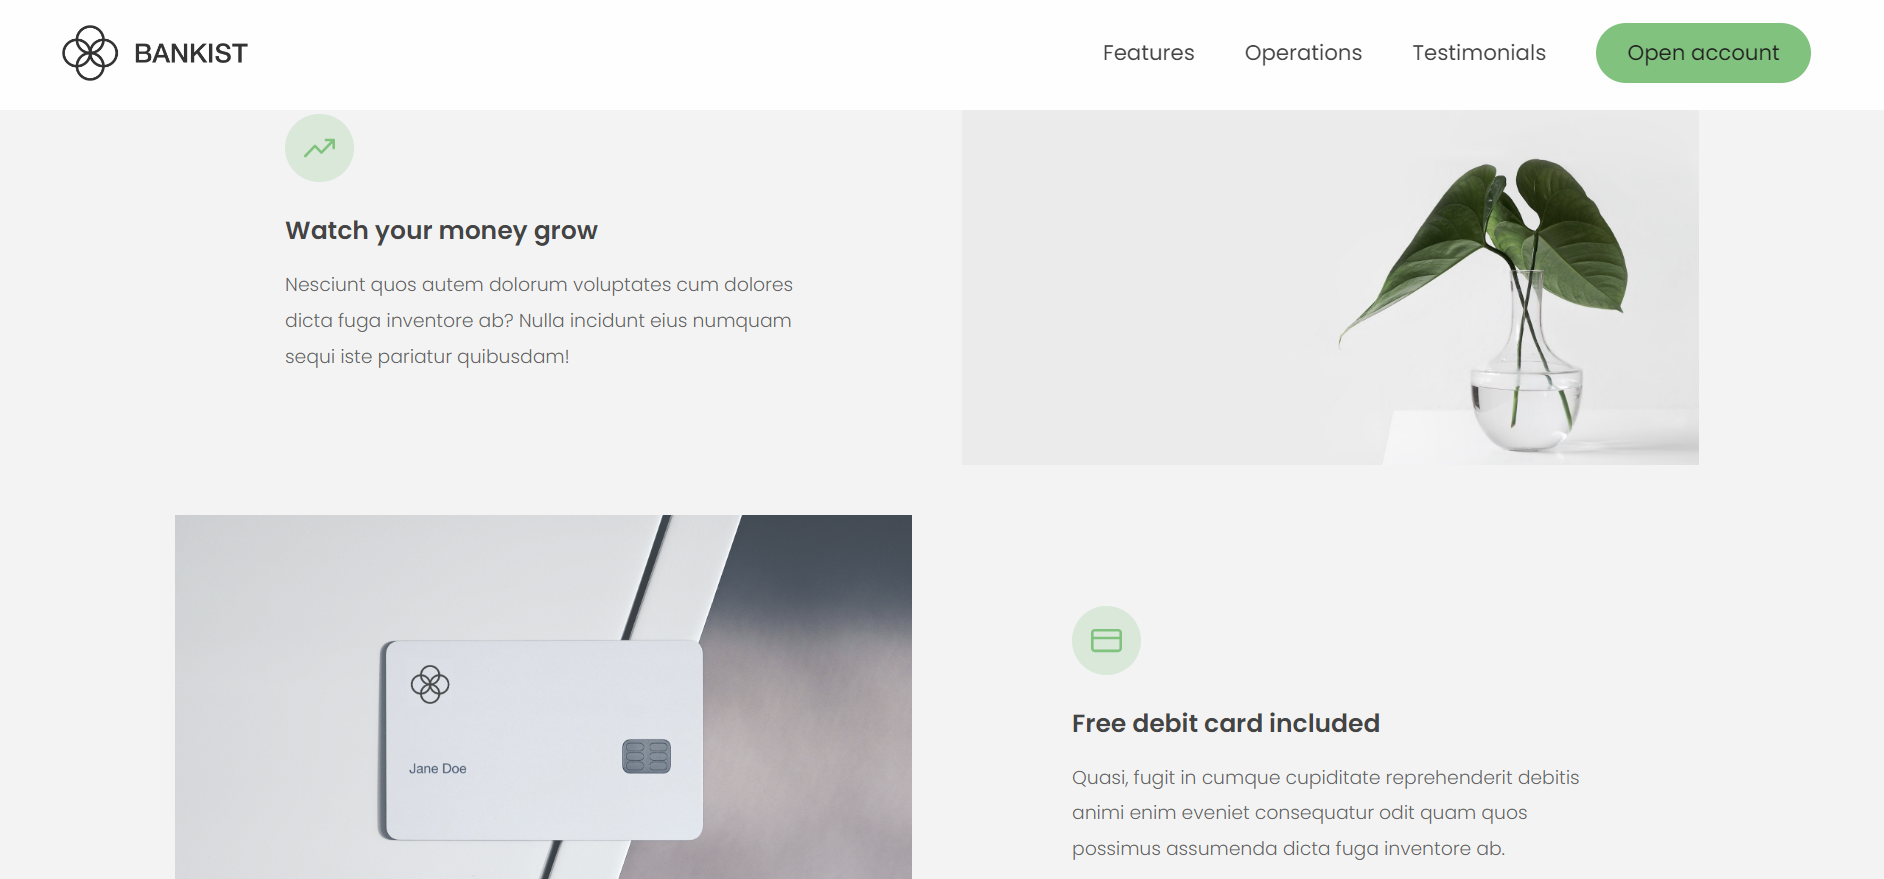 BANKIST
Features
Operations
Testimonials
Open account
Watch your money grow
Nesciunt quos autem dolorum voluptates cum dolores
dicta fuga inventore ab? Nulla incidunt eius numquam
sequi iste pariatur quibusdam!
Jane Doe
Free debit card included
Quasi, fugit in cumque cupiditate reprehenderit debitis
animi enim eveniet consequatur odit quam quos
possimus assumenda dicta fuga inventore ab.